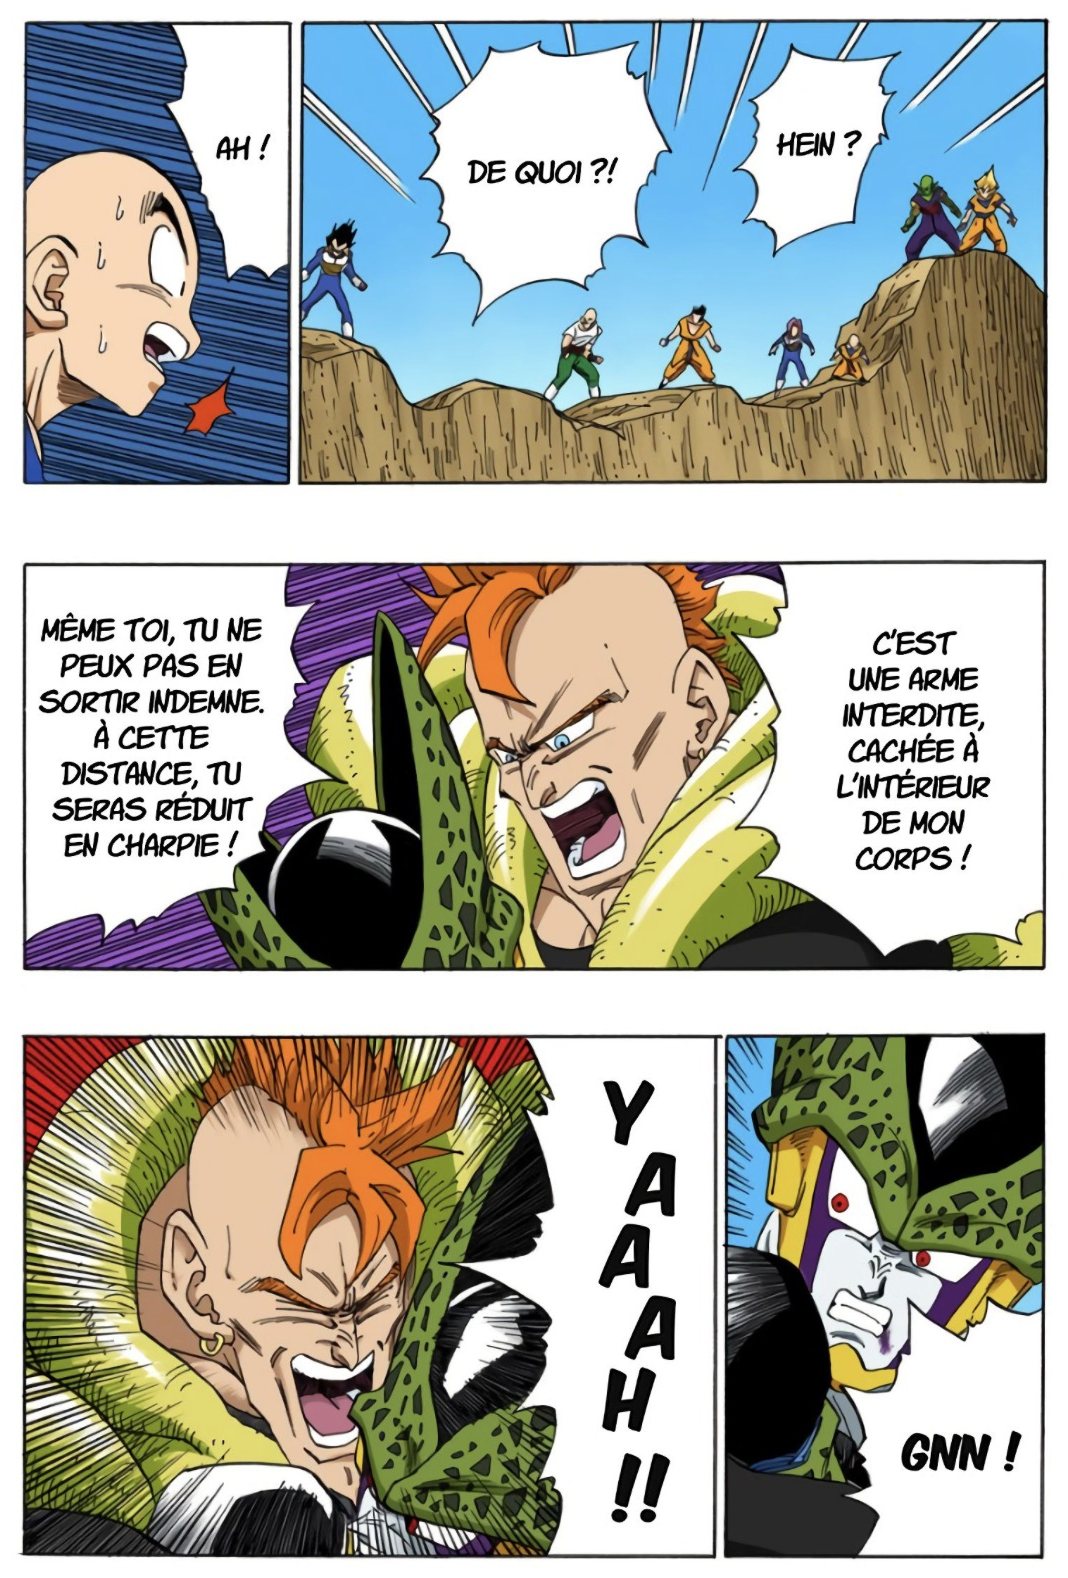 HEIN ?
DE QUOI ?!
AH !
C'EST
UNE ARME
INTERDITE,
CACHÉE À
L'INTÉRIEUR
DE MON
CORPS !
MÊME TOI, TU NE
PEUX PAS EN
SORTIR INDEMNE.
À CETTE
DISTANCE, TU
SERAS RÉDUIT
EN CHARPIE !
GNN !
YAAAH !!